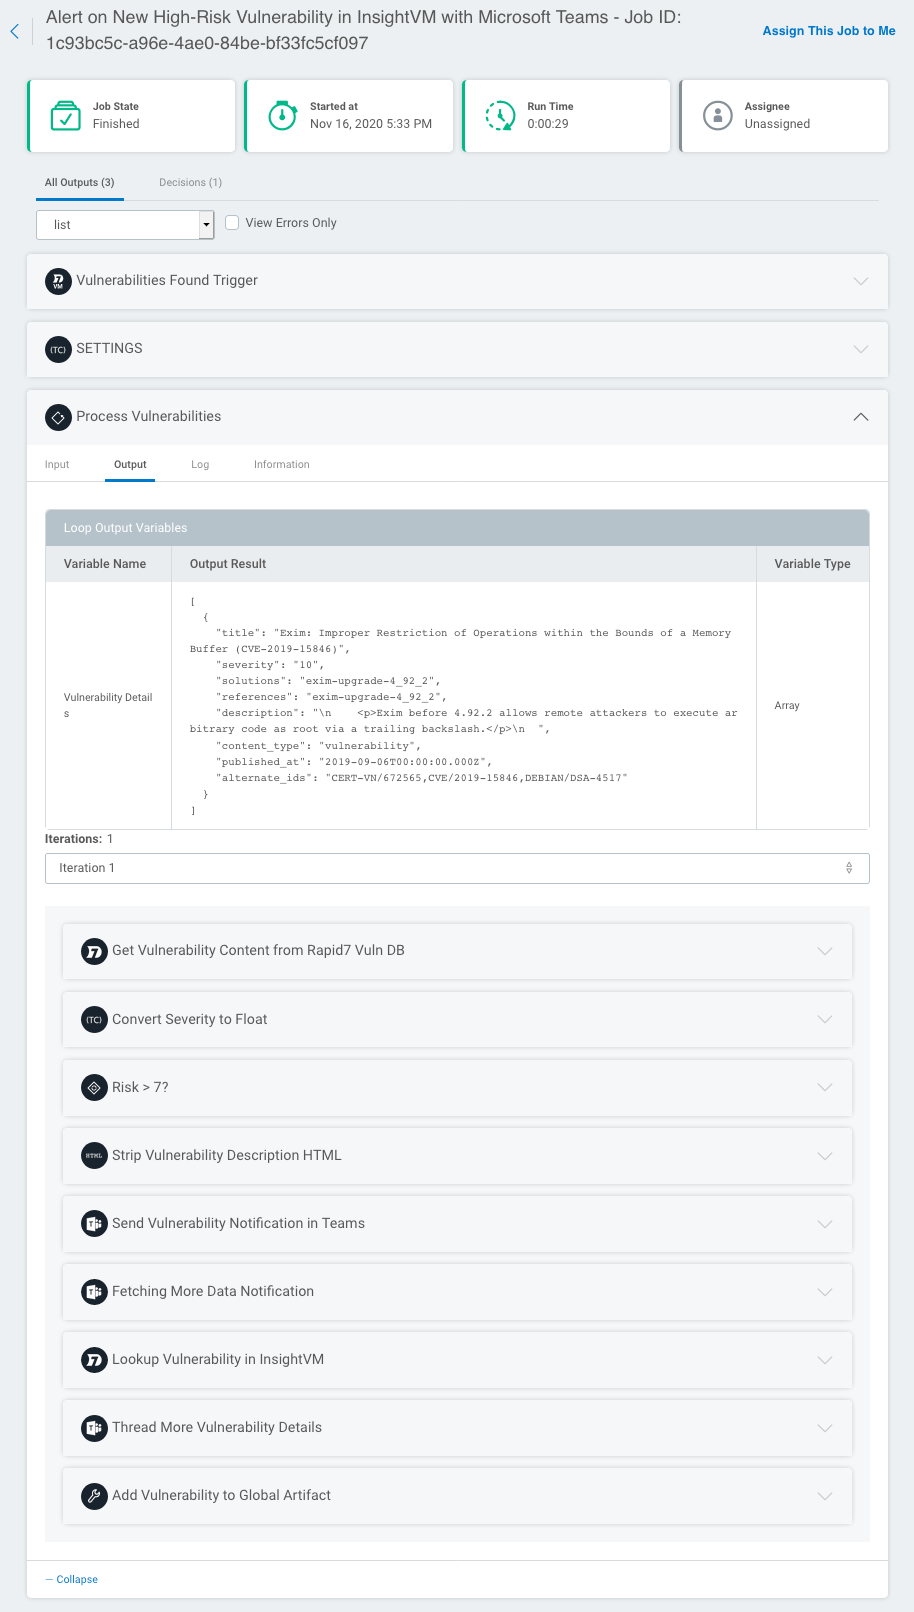 Alert on New High-Risk Vulnerability in InsightVM with Microsoft Teams - Job ID:
1c93bc5c-a96e-4ae0-84be-bf33fc5cf097
Assign This Job to Me
Job State
Finished
Started at
Nov 16, 2020 5:33 PM
Run Time
0:00:29
Assignee
Unassigned
All Outputs (3)
Decisions (1)
list
View Errors Only
VM
Vulnerabilities Found Trigger
(TC)
SETTINGS
Process Vulnerabilities
Input
Output
Log
Information
Loop Output Variables
Variable Name
Output Result
Variable Type
Vulnerability Detail
s
[
  {
    "title": "Exim: Improper Restriction of Operations within the Bounds of a Memory
Buffer (CVE-2019-15846)",
    "severity": "10",
    "solutions": "exim-upgrade-4_92_2",
    "references": "exim-upgrade-4_92_2",
    "description": "\n    <p>Exim before 4.92.2 allows remote attackers to execute ar
bitrary code as root via a trailing backslash.</p>\n  ",
    "content_type": "vulnerability",
    "published_at": "2019-09-06T00:00:00.000Z",
    "alternate_ids": "CERT-VN/672565,CVE/2019-15846,DEBIAN/DSA-4517"
  }
]
Array
Iterations: 1
Iteration 1
Get Vulnerability Content from Rapid7 Vuln DB
(TC)
Convert Severity to Float
Risk > 7?
HTML
Strip Vulnerability Description HTML
Send Vulnerability Notification in Teams
Fetching More Data Notification
Lookup Vulnerability in InsightVM
Thread More Vulnerability Details
Add Vulnerability to Global Artifact
— Collapse